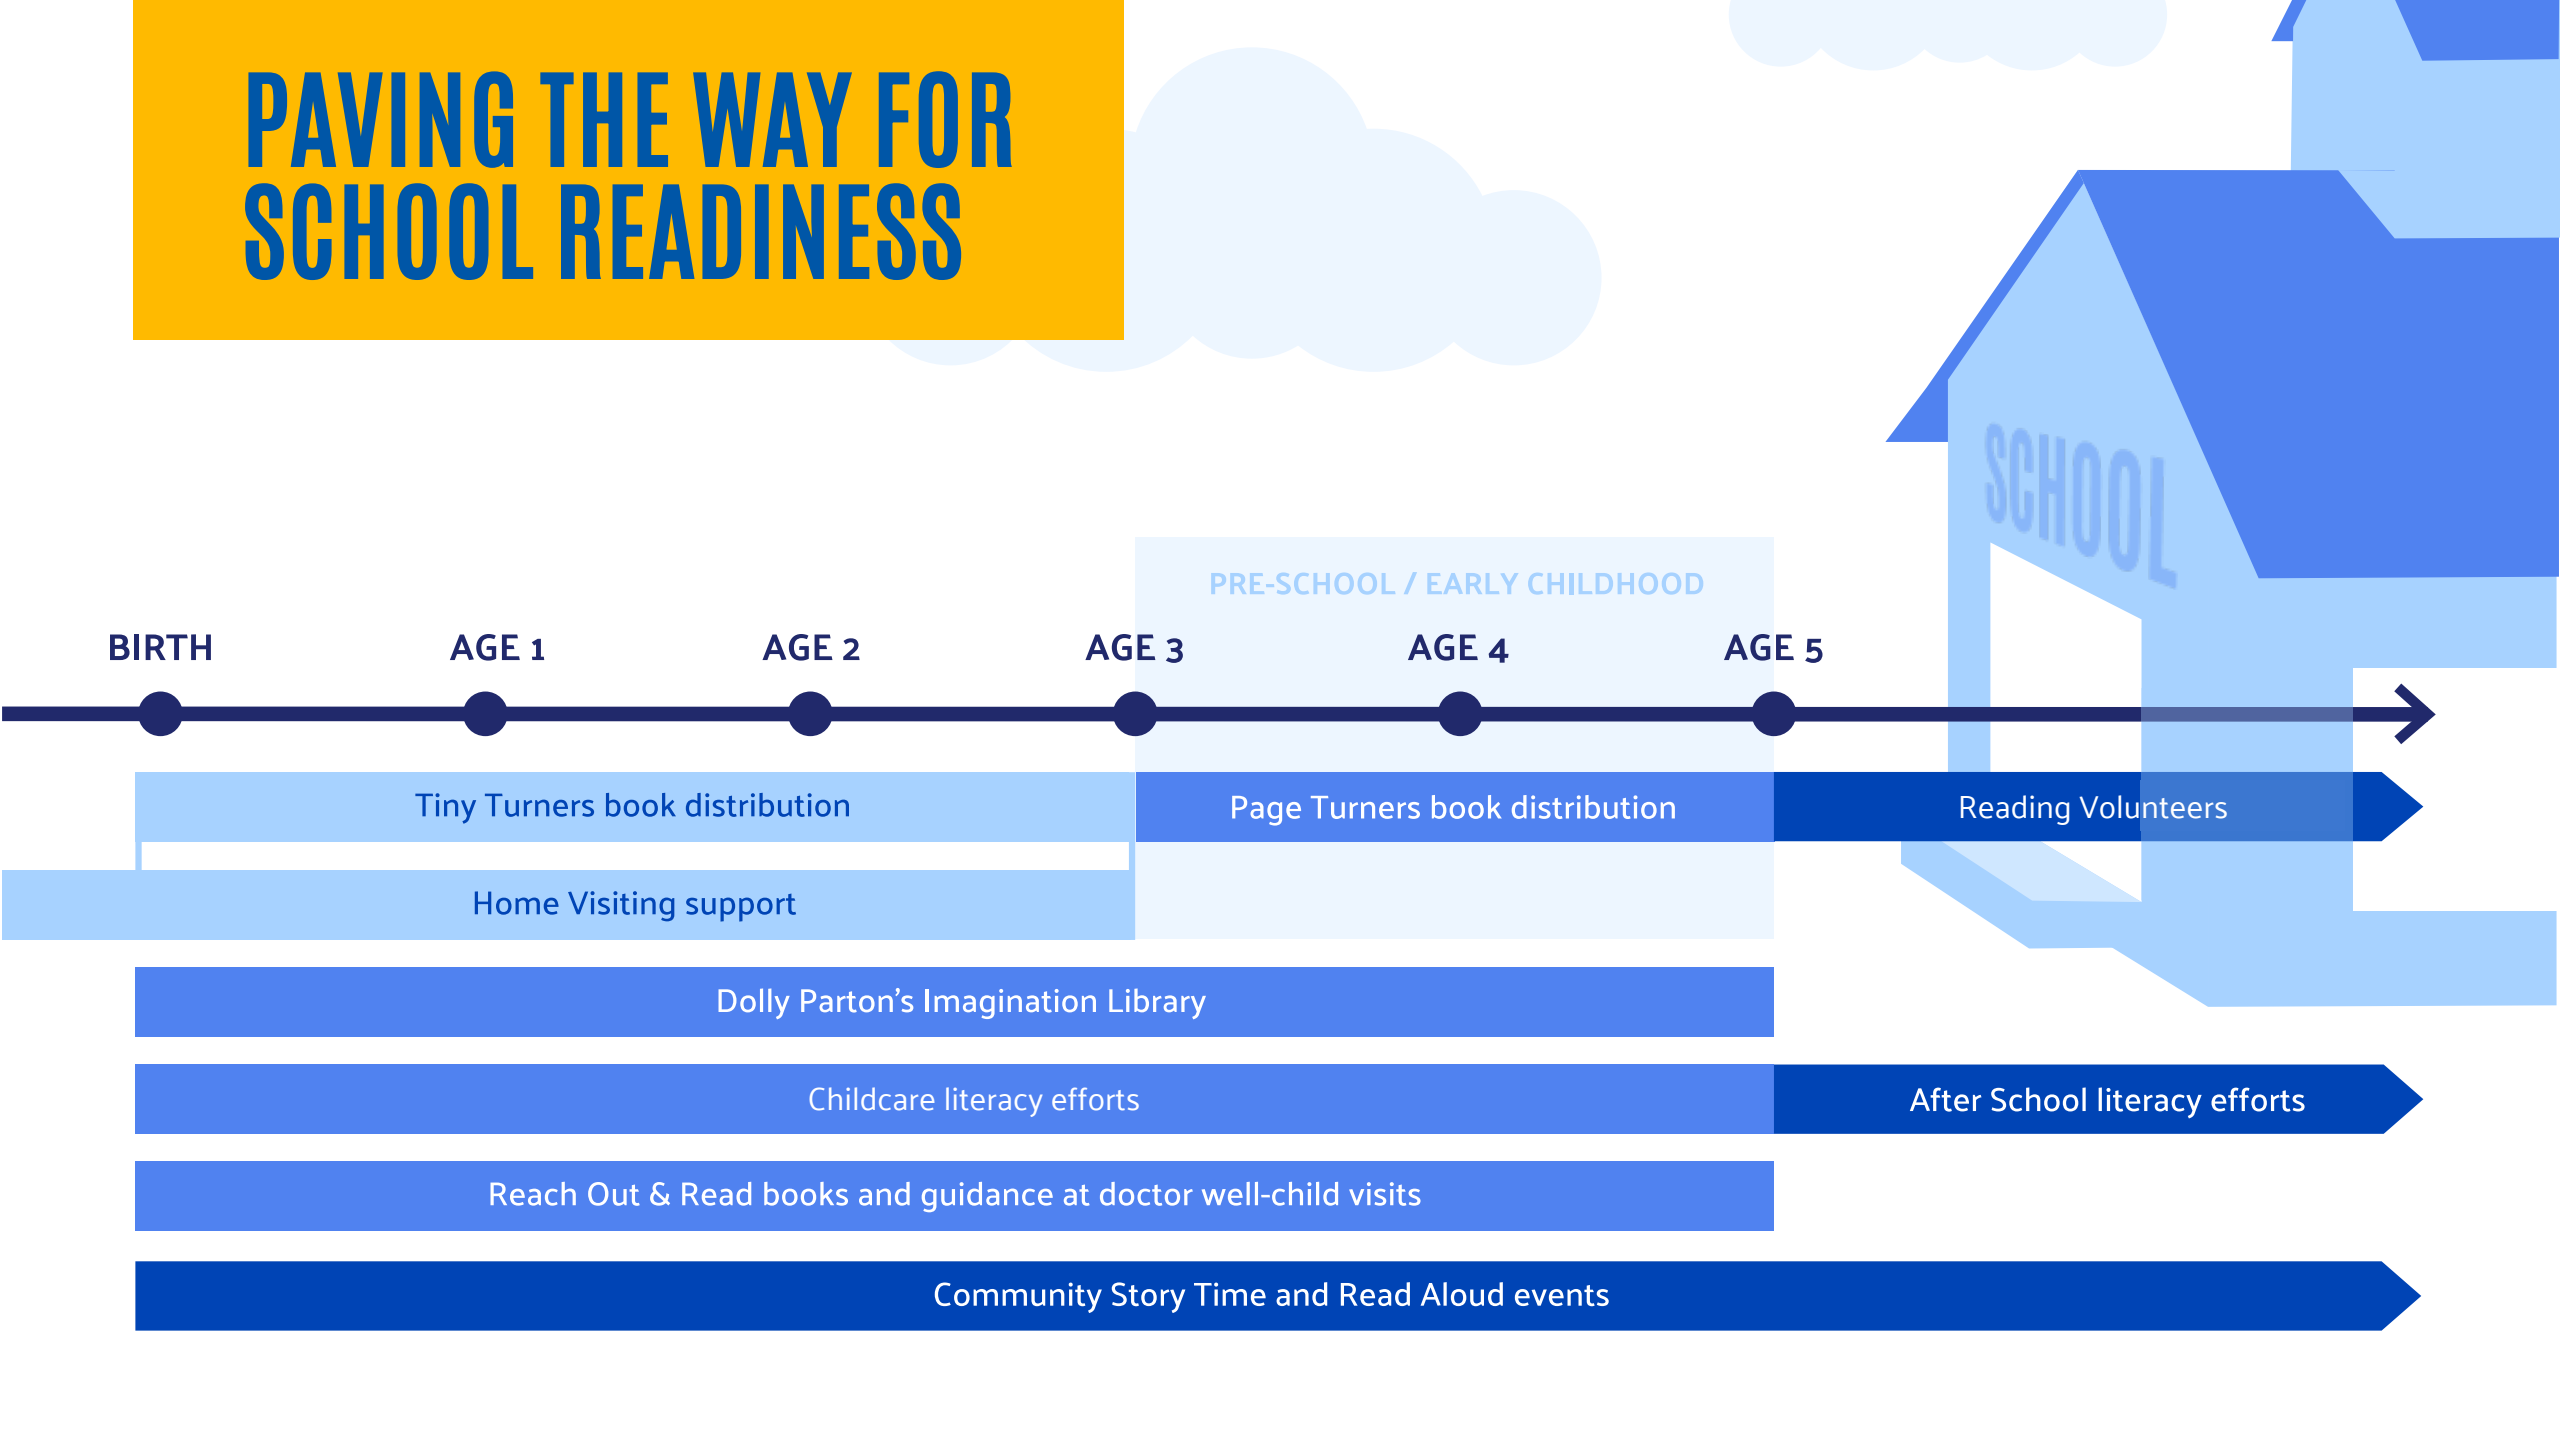 PAVING THE WAY FOR
SCHOOL READINESS
SCHOOL
PRE-SCHOOL / EARLY CHILDHOOD
BIRTH AGE 1 AGE 2 AGE 3 AGE 4 AGE 5
Tiny Turners book distribution Page Turners book distribution Reading Volunteers
Home Visiting support
Dolly Parton’s Imagination Library
Childcare literacy efforts After School literacy efforts
Reach Out & Read books and guidance at doctor well-child visits
Community Story Time and Read Aloud events